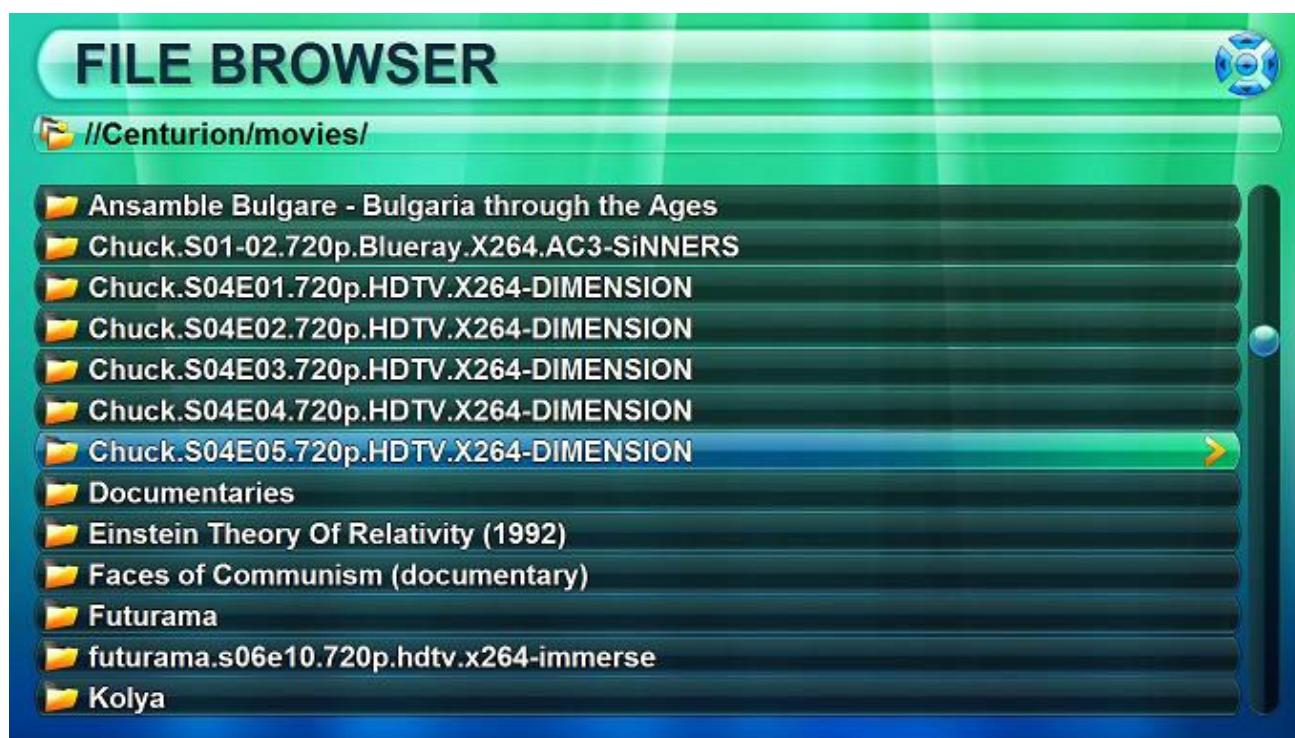 FILE BROWSER
//Centurion/movies/
Ansamble Bulgare - Bulgaria through the Ages
Chuck.S01-02.720p.Blueray.X264.AC3-SiNNERS
Chuck.S04E01.720p.HDTV.X264-DIMENSION
Chuck.S04E02.720p.HDTV.X264-DIMENSION
Chuck.S04E03.720p.HDTV.X264-DIMENSION
Chuck.S04E04.720p.HDTV.X264-DIMENSION
Chuck.S04E05.720p.HDTV.X264-DIMENSION
Documentaries
Einstein Theory Of Relativity (1992)
Faces of Communism (documentary)
Futurama
futurama.s06e10.720p.hdtv.x264-immerse
Kolya